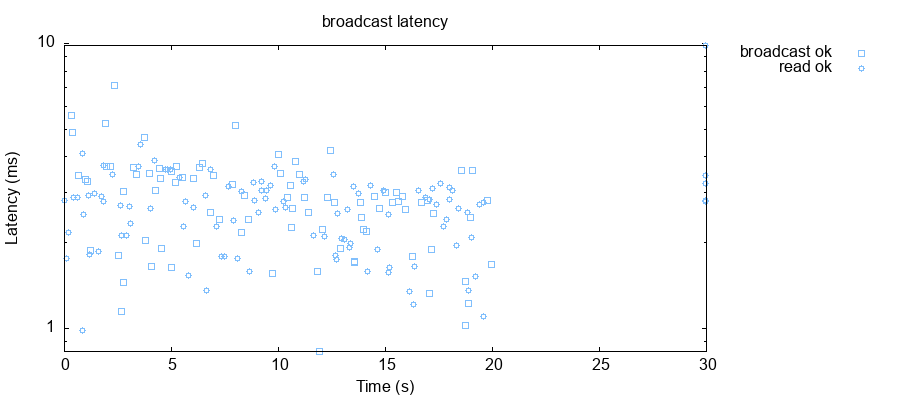 broadcast latency
10
broadcast ok
read ok
Latency (ms)
1
0 5 10 15 20 25 30
Time (s)